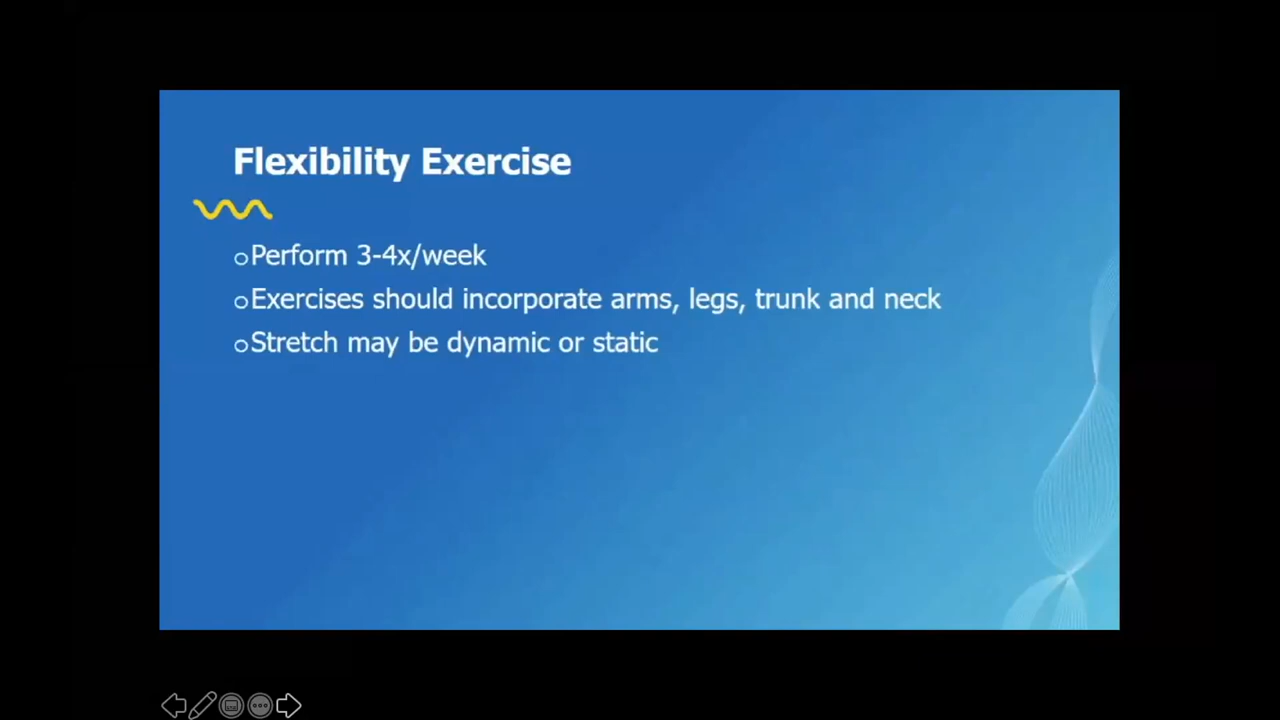 Flexibility Exercise
Perform 3-4x/week
Exercises should incorporate arms, legs, trunk and neck
Stretch may be dynamic or static